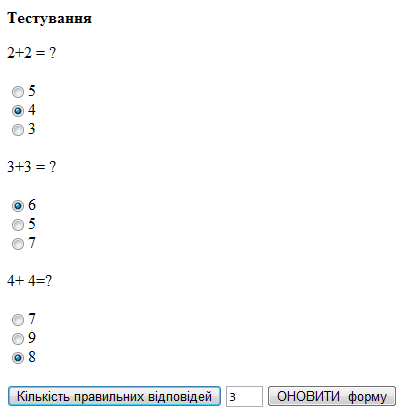 Тестування
2+2 = ?
5
4
3
3+3 = ?
6
5
7
4+ 4=?
7
9
8
Кількість правильних відповідей 3 ОНОВИТИ форму